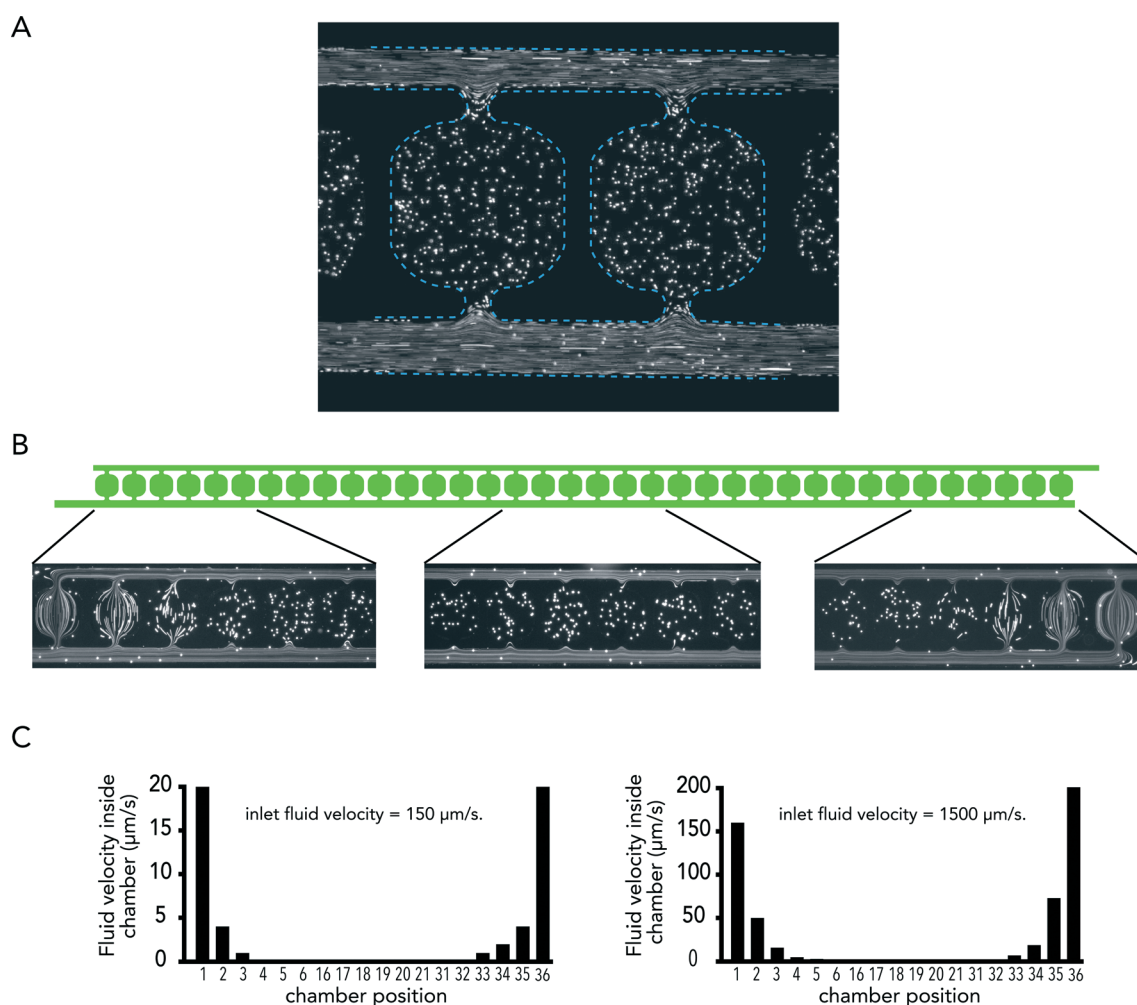 A
B
C
Fluid velocity inside
chamber (µm/s)
20
15
10
5
0
inlet fluid velocity = 150 µm/s.
1 2 3 4 5 6 16 17 18 19 20 21 31 32 33 34 35 36
chamber position
Fluid velocity inside
chamber (µm/s)
200
150
100
50
0
inlet fluid velocity = 1500 µm/s.
1 2 3 4 5 6 16 17 18 19 20 21 31 32 33 34 35 36
chamber position